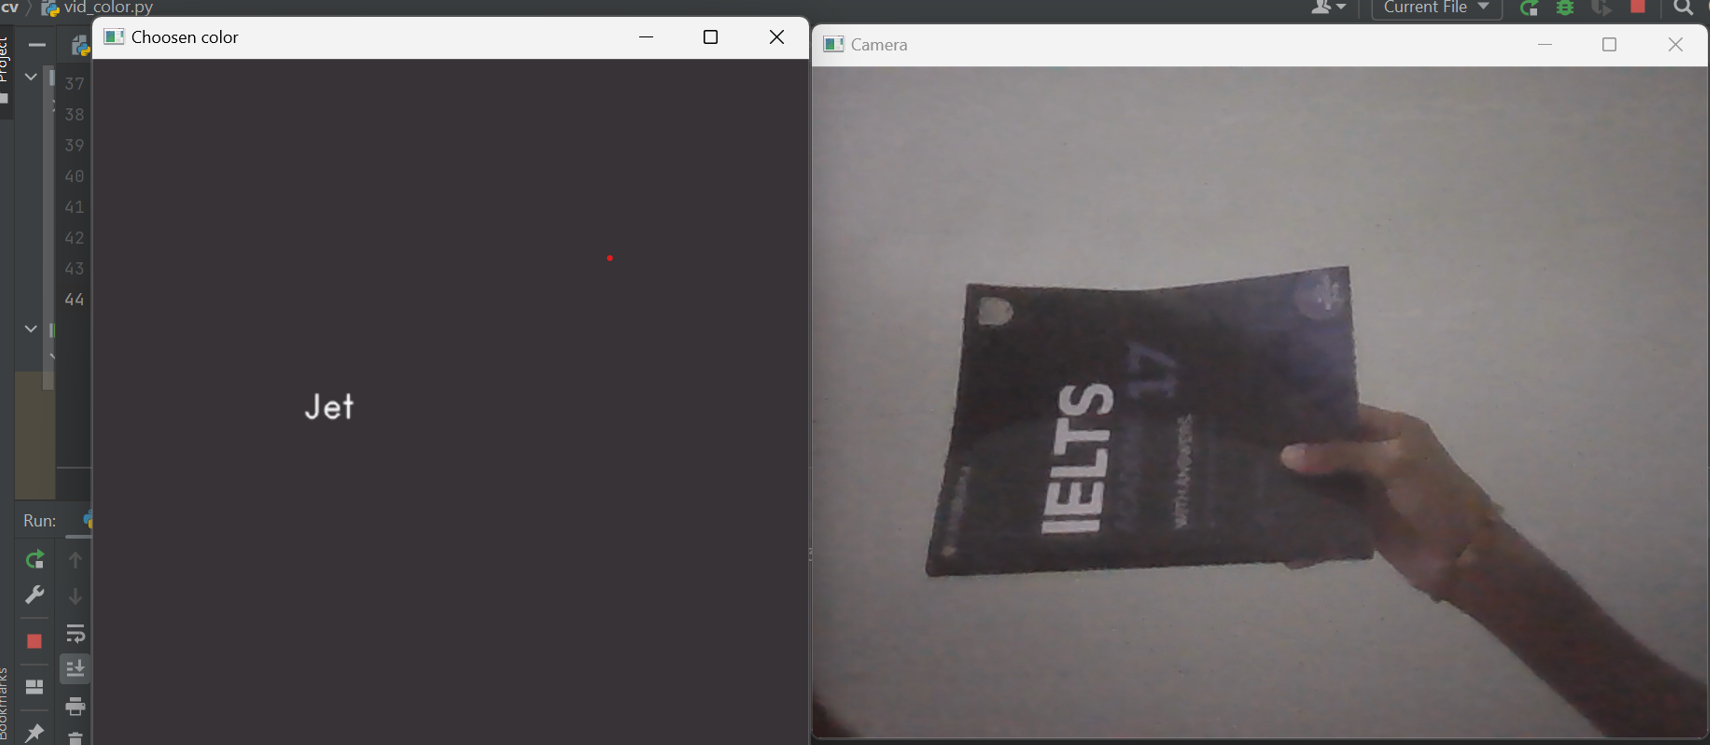 cv
vid_color.py
Current File
Project
Choosen color
Camera
37
38
39
40
41
42
43
44
Jet
IELTS
17
WITH ANSWERS
Run:
Bookmarks